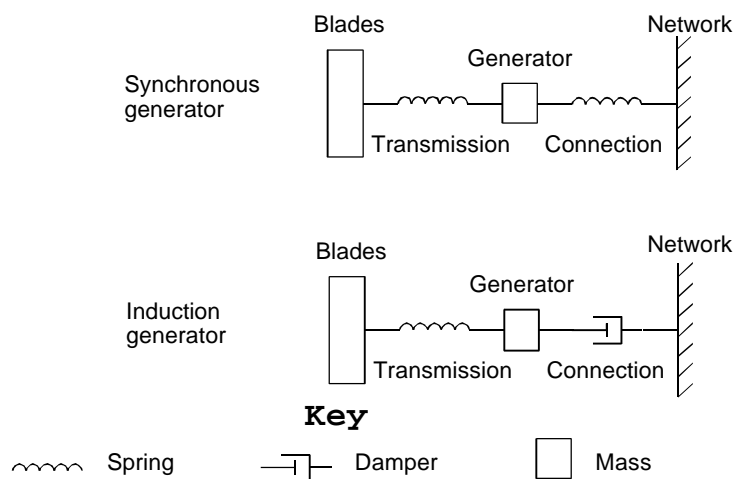 Blades
Network
Generator
Synchronous
generator
Transmission
Connection
Blades
Network
Generator
Induction
generator
Transmission
Connection
Key
Spring
Damper
Mass